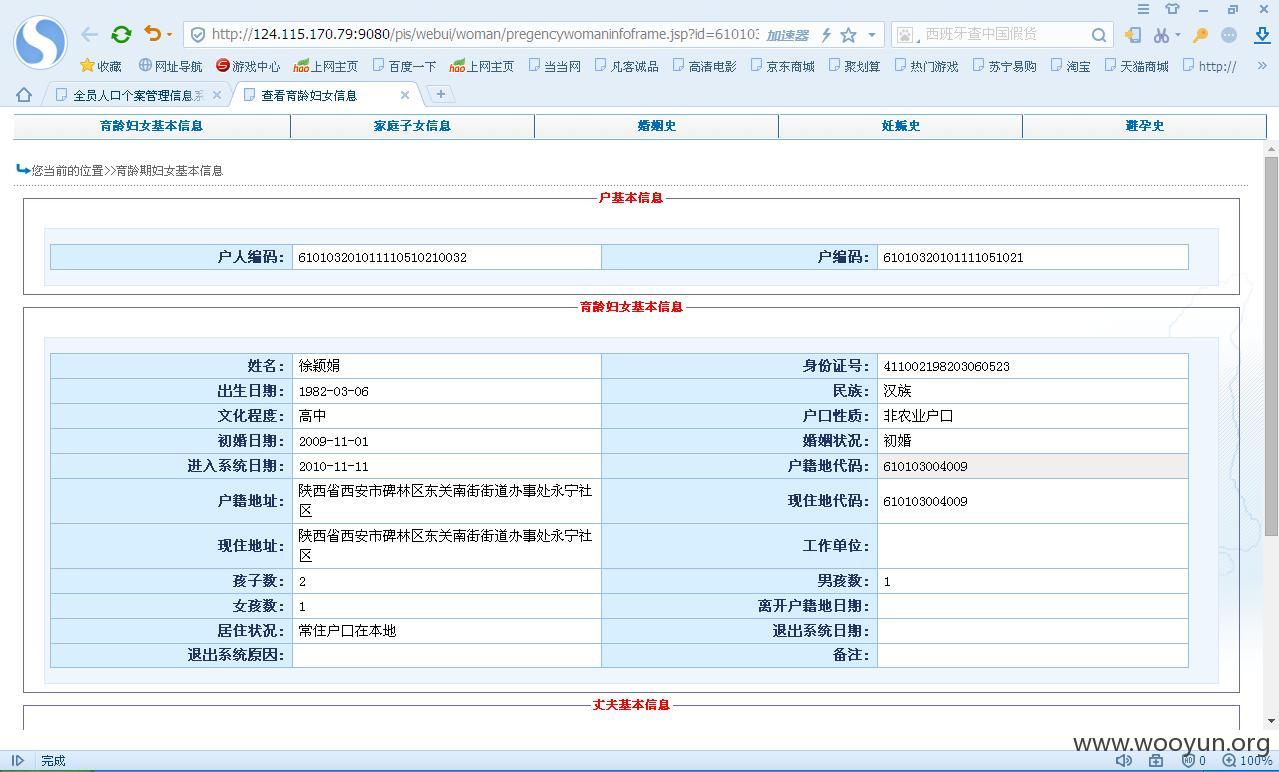 http://124.115.170.79:9080/pis/webui/woman/pregencywomaninfoframe.jsp?id=61010: 加速器 西班牙查中国假货
收藏 网址导航 游戏中心 上网主页 百度一下 上网主页 当当网 凡客诚品 高清电影 京东商城 聚划算 热门游戏 苏宁易购 淘宝 天猫商城 http:// »
全员人口个案管理信息系 × 查看育龄妇女信息 × +
育龄妇女基本信息 家庭子女信息 婚姻史 妊娠史 避孕史
您当前的位置>>育龄期妇女基本信息
户基本信息
户人编码: 610103201011110510210032 户编码: 61010320101111051021
育龄妇女基本信息
姓名: 徐颖娟 身份证号: 411002198203060523
出生日期: 1982-03-06 民族: 汉族
文化程度: 高中 户口性质: 非农业户口
初婚日期: 2009-11-01 婚姻状况: 初婚
进入系统日期: 2010-11-11 户籍地代码: 610103004009
户籍地址: 陕西省西安市碑林区东关南街街道办事处永宁社
区
现住地代码: 610103004009
现住地址: 陕西省西安市碑林区东关南街街道办事处永宁社
区
工作单位:
孩子数: 2 男孩数: 1
女孩数: 1 离开户籍地日期:
居住状况: 常住户口在本地 退出系统日期:
退出系统原因: 备注:
丈夫基本信息
www.wooyun.org
完成 0 100%